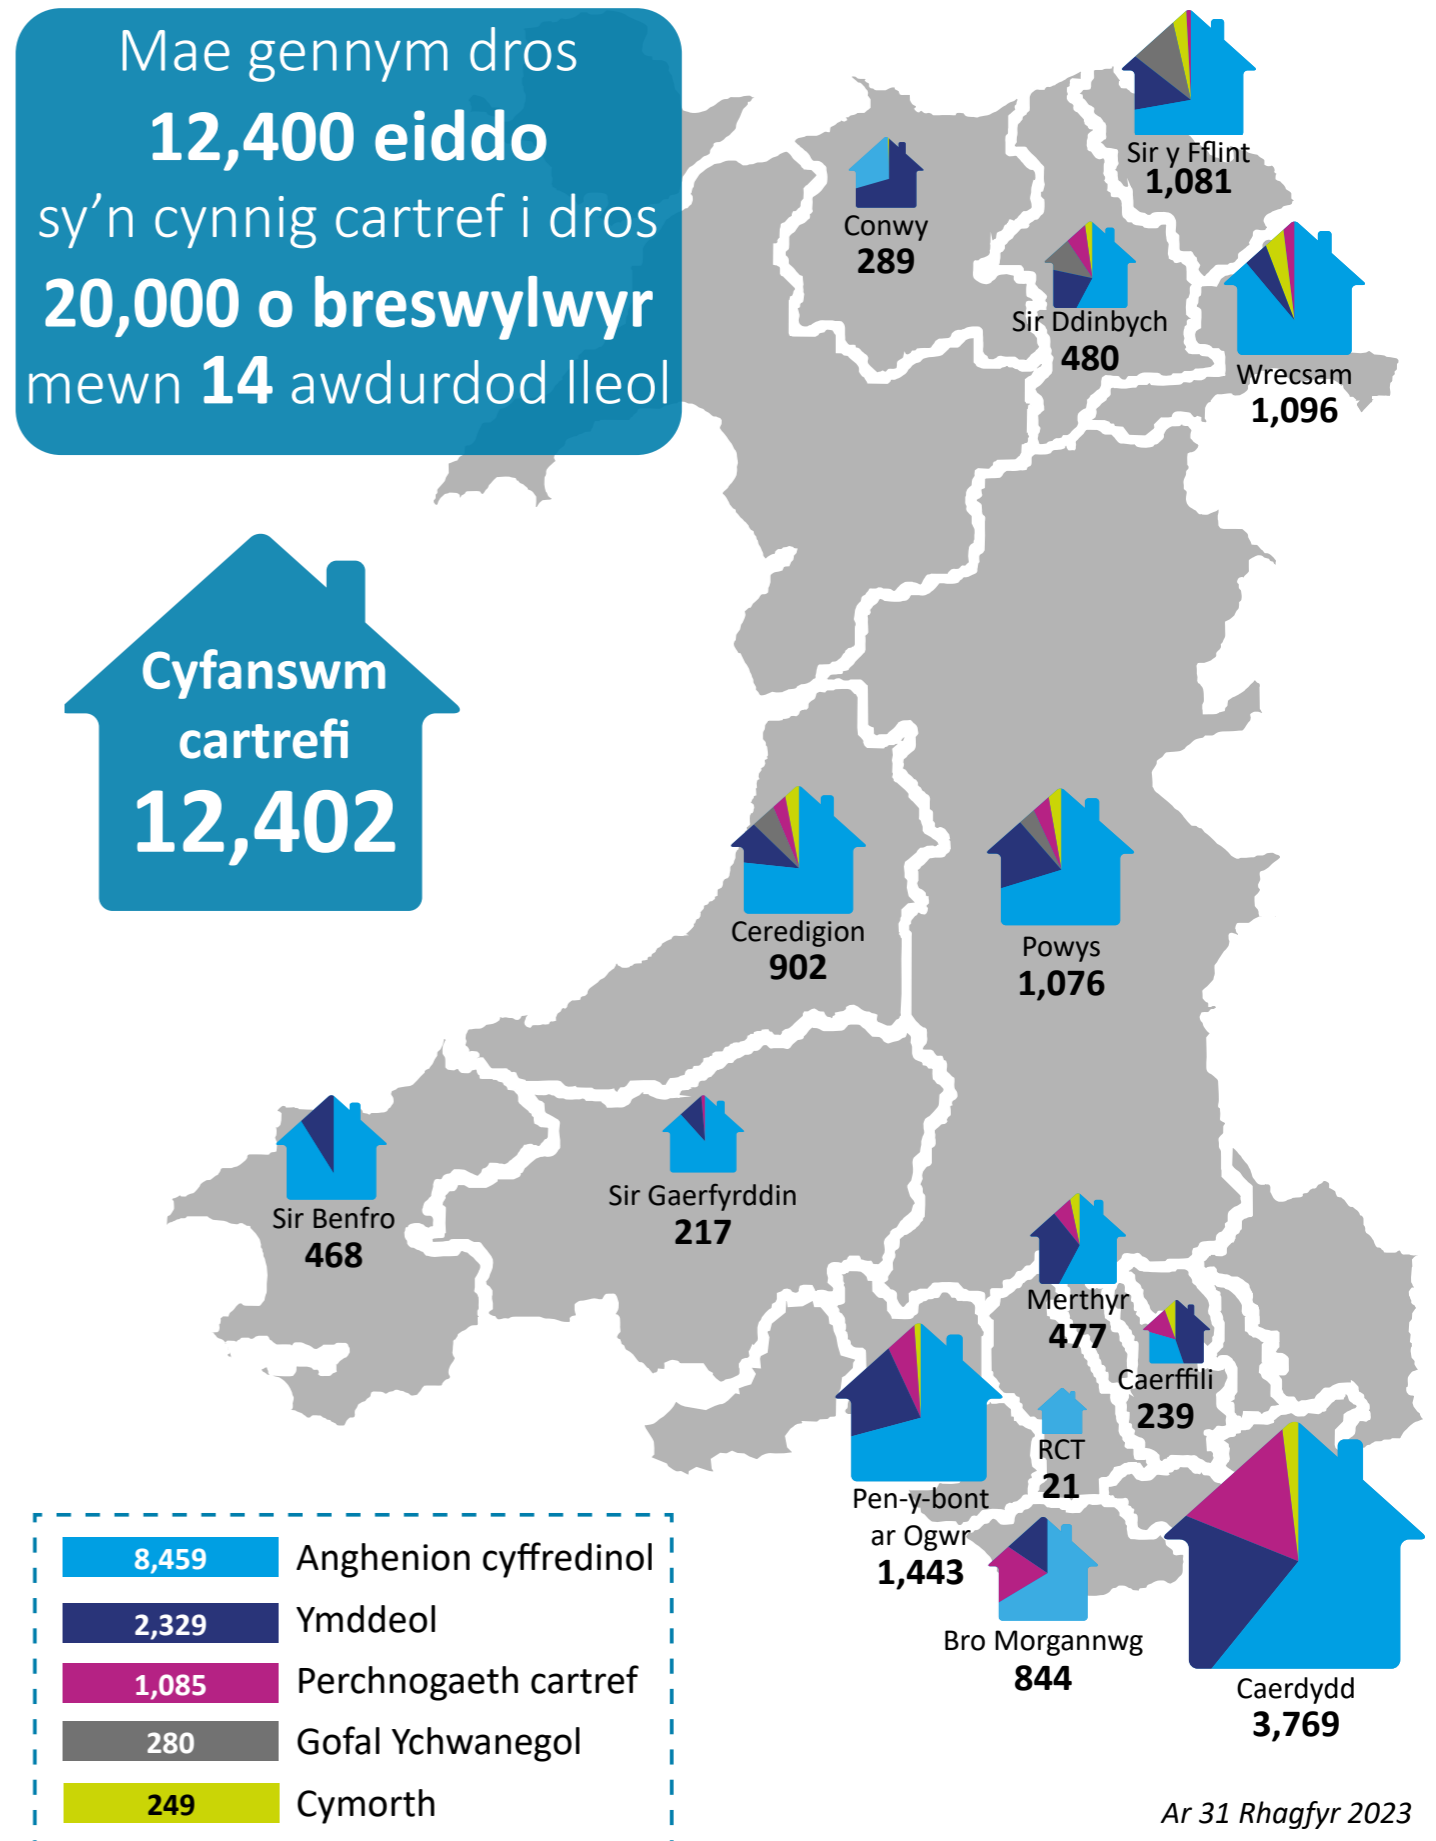 Mae gennym dros
12,400 eiddo
sy'n cynnig cartref i dros
20,000 o breswylwyr
mewn 14 awdurdod lleol
Sir y Fflint
1,081
Conwy
289
Sir Ddinbych
480
Wrecsam
1,096
Cyfanswm
cartrefi
12,402
Ceredigion
902
Powys
1,076
Sir Benfro
468
Sir Gaerfyrddin
217
Merthyr
477
Caerffili
239
RCT
21
Pen-y-bont
ar Ogwr
1,443
Bro Morgannwg
844
Caerdydd
3,769
8,459 Anghenion cyffredinol
2,329 Ymddeol
1,085 Perchnogaeth cartref
280 Gofal Ychwanegol
249 Cymorth
Ar 31 Rhagfyr 2023